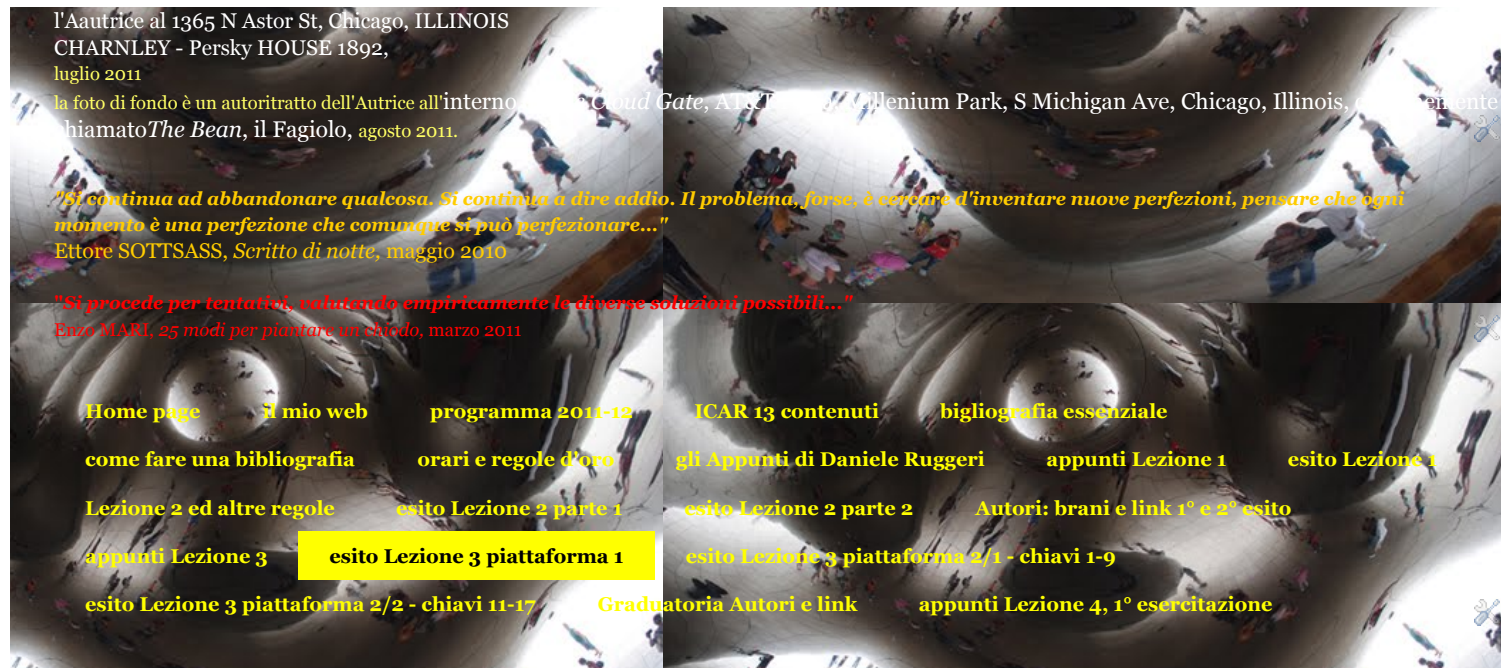 l'Aautrice al 1365 N Astor St, Chicago, ILLINOIS
CHARNLEY - Persky HOUSE 1892,
luglio 2011
la foto di fondo è un autoritratto dell'Autrice all'interno Cloud Gate, AT&T Millenium Park, S Michigan Ave, Chicago, Illinois,
chiamatoThe Bean, il Fagiolo, agosto 2011.
"Si continua ad abbandonare qualcosa. Si continua a dire addio. Il problema, forse, è cercare d'inventare nuove perfezioni, pensare che ogni
momento è una perfezione che comunque si può perfezionare..."
Ettore SOTTSASS, Scritto di notte, maggio 2010
"Si procede per tentativi, valutando empiricamente le diverse soluzioni possibili..."
Enzo MARI, 25 modi per piantare un chiodo, marzo 2011
Home page il mio web programma 2011-12 ICAR 13 contenuti bigliografia essenziale
come fare una bibliografia orari e regole d'oro gli Appunti di Daniele Ruggeri appunti Lezione 1 esito Lezione 1
Lezione 2 ed altre regole esito Lezione 2 parte 1 esito Lezione 2 parte 2 Autori: brani e link 1° e 2° esito
appunti Lezione 3 esito Lezione 3 piattaforma 1 esito Lezione 3 piattaforma 2/1 - chiavi 1-9
esito Lezione 3 piattaforma 2/2 - chiavi 11-17 Graduatoria Autori e link appunti Lezione 4, 1° esercitazione